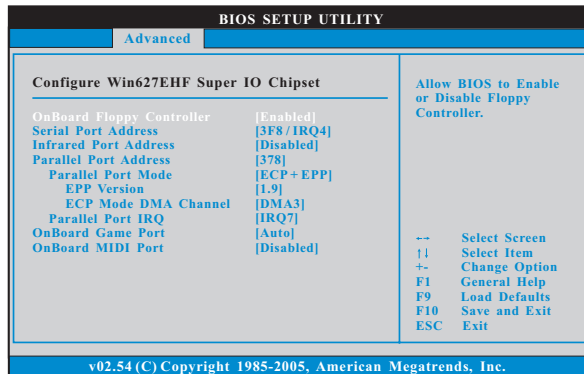 BIOS SETUP UTILITY
Advanced
Configure Win627EHF Super IO Chipset
OnBoard Floppy Controller [Enabled]
Serial Port Address [3F8 / IRQ4]
Infrared Port Address [Disabled]
Parallel Port Address [378]
Parallel Port Mode [ECP + EPP]
EPP Version [1.9]
ECP Mode DMA Channel [DMA3]
Parallel Port IRQ [IRQ7]
OnBoard Game Port [Auto]
OnBoard MIDI Port [Disabled]
Allow BIOS to Enable
or Disable Floppy
Controller.
←→ Select Screen
↑↓ Select Item
+- Change Option
F1 General Help
F9 Load Defaults
F10 Save and Exit
ESC Exit
v02.54 (C) Copyright 1985-2005, American Megatrends, Inc.